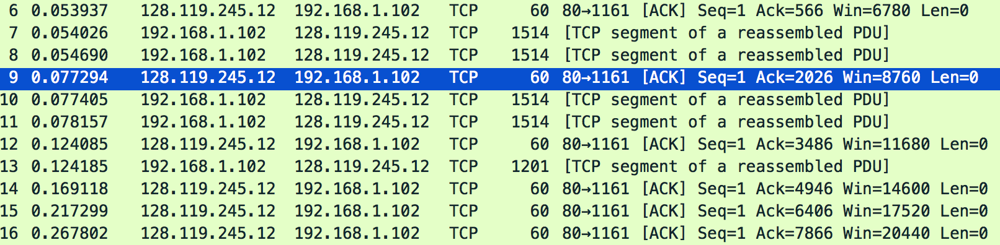 6 0.053937 128.119.245.12 192.168.1.102 TCP 60 80→1161 [ACK] Seq=1 Ack=566 Win=6780 Len=0
7 0.054026 192.168.1.102 128.119.245.12 TCP 1514 [TCP segment of a reassembled PDU]
8 0.054690 192.168.1.102 128.119.245.12 TCP 1514 [TCP segment of a reassembled PDU]
9 0.077294 128.119.245.12 192.168.1.102 TCP 60 80→1161 [ACK] Seq=1 Ack=2026 Win=8760 Len=0
10 0.077405 192.168.1.102 128.119.245.12 TCP 1514 [TCP segment of a reassembled PDU]
11 0.078157 192.168.1.102 128.119.245.12 TCP 1514 [TCP segment of a reassembled PDU]
12 0.124085 128.119.245.12 192.168.1.102 TCP 60 80→1161 [ACK] Seq=1 Ack=3486 Win=11680 Len=0
13 0.124185 192.168.1.102 128.119.245.12 TCP 1201 [TCP segment of a reassembled PDU]
14 0.169118 128.119.245.12 192.168.1.102 TCP 60 80→1161 [ACK] Seq=1 Ack=4946 Win=14600 Len=0
15 0.217299 128.119.245.12 192.168.1.102 TCP 60 80→1161 [ACK] Seq=1 Ack=6406 Win=17520 Len=0
16 0.267802 128.119.245.12 192.168.1.102 TCP 60 80→1161 [ACK] Seq=1 Ack=7866 Win=20440 Len=0